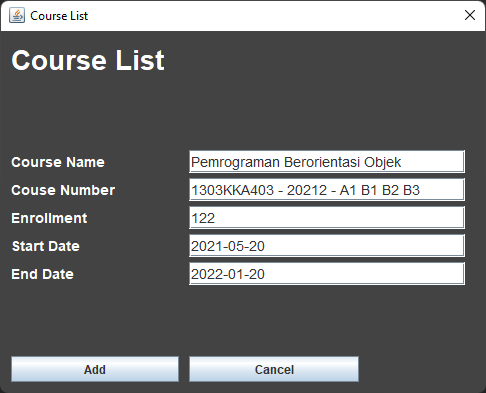 Course List
Course List
Course Name Pemrograman Berorientasi Objek
Couse Number 1303KKA403 - 20212 - A1 B1 B2 B3
Enrollment 122
Start Date 2021-05-20
End Date 2022-01-20
Add Cancel